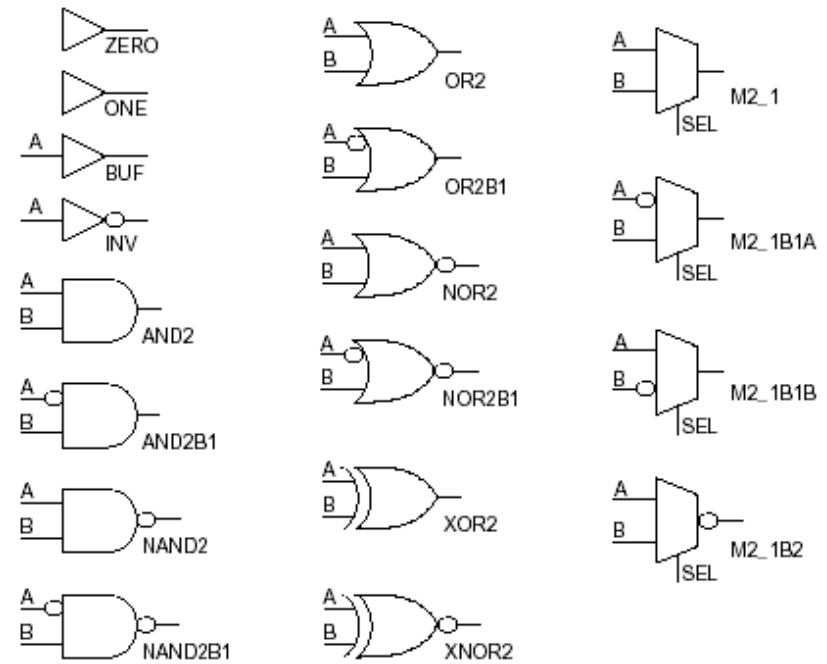 ZERO
ONE
A
BUF
A
INV
A
B
AND2
A
B
AND2B1
A
B
NAND2
A
B
NAND2B1
A
B
OR2
A
B
OR2B1
A
B
NOR2
A
B
NOR2B1
A
B
XOR2
A
B
XNOR2
A
B
M2_1
SEL
A
B
M2_1B1A
SEL
A
B
M2_1B1B
SEL
A
B
M2_1B2
SEL